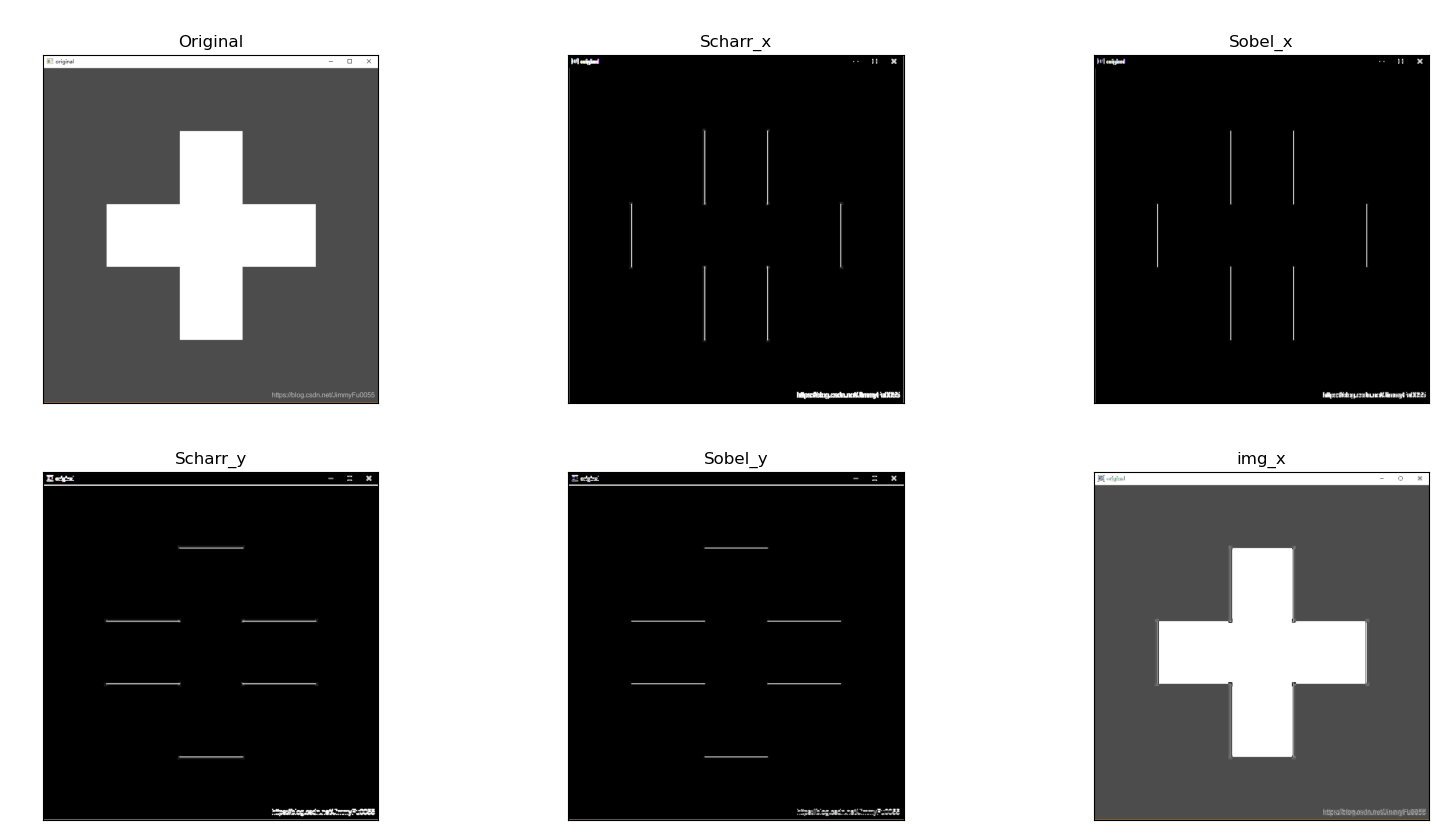 Original
Scharr_x
Sobel_x
original
https://blog.csdn.net/JimmyFu0055
Scharr_y
Sobel_y
img_x